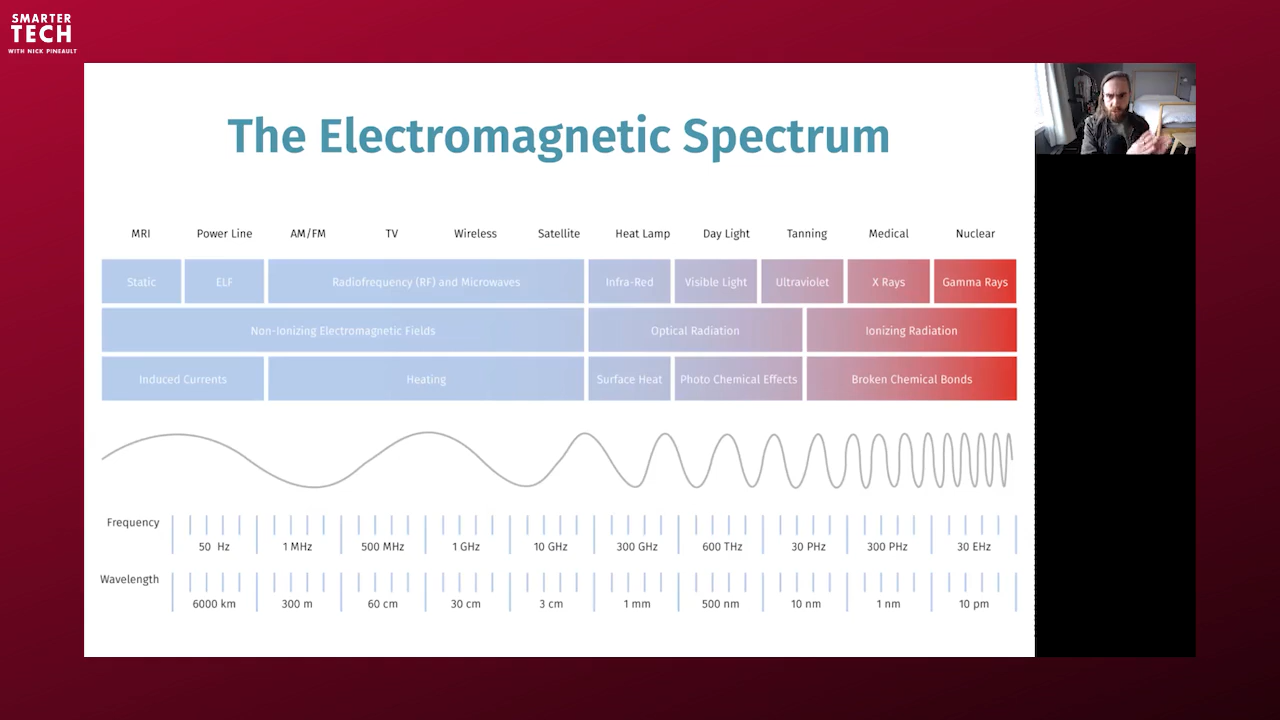 SMARTER
TECH
WITH NICK PINEAULT
The Electromagnetic Spectrum
MRI Power Line AM/FM TV Wireless Satellite Heat Lamp Day Light Tanning Medical Nuclear
Static ELF Radiofrequency (RF) and Microwaves Infra-Red Visible Light Ultraviolet X Rays Gamma Rays
Non-Ionizing Electromagnetic Fields Optical Radiation Ionizing Radiation
Induced Currents Heating Surface Heat Photo Chemical Effects Broken Chemical Bonds
Frequency
50 Hz 1 MHz 500 MHz 1 GHz 10 GHz 300 GHz 600 THz 30 PHz 300 PHz 30 EHz
Wavelength
6000 km 300 m 60 cm 30 cm 3 cm 1 mm 500 nm 10 nm 1 nm 10 pm